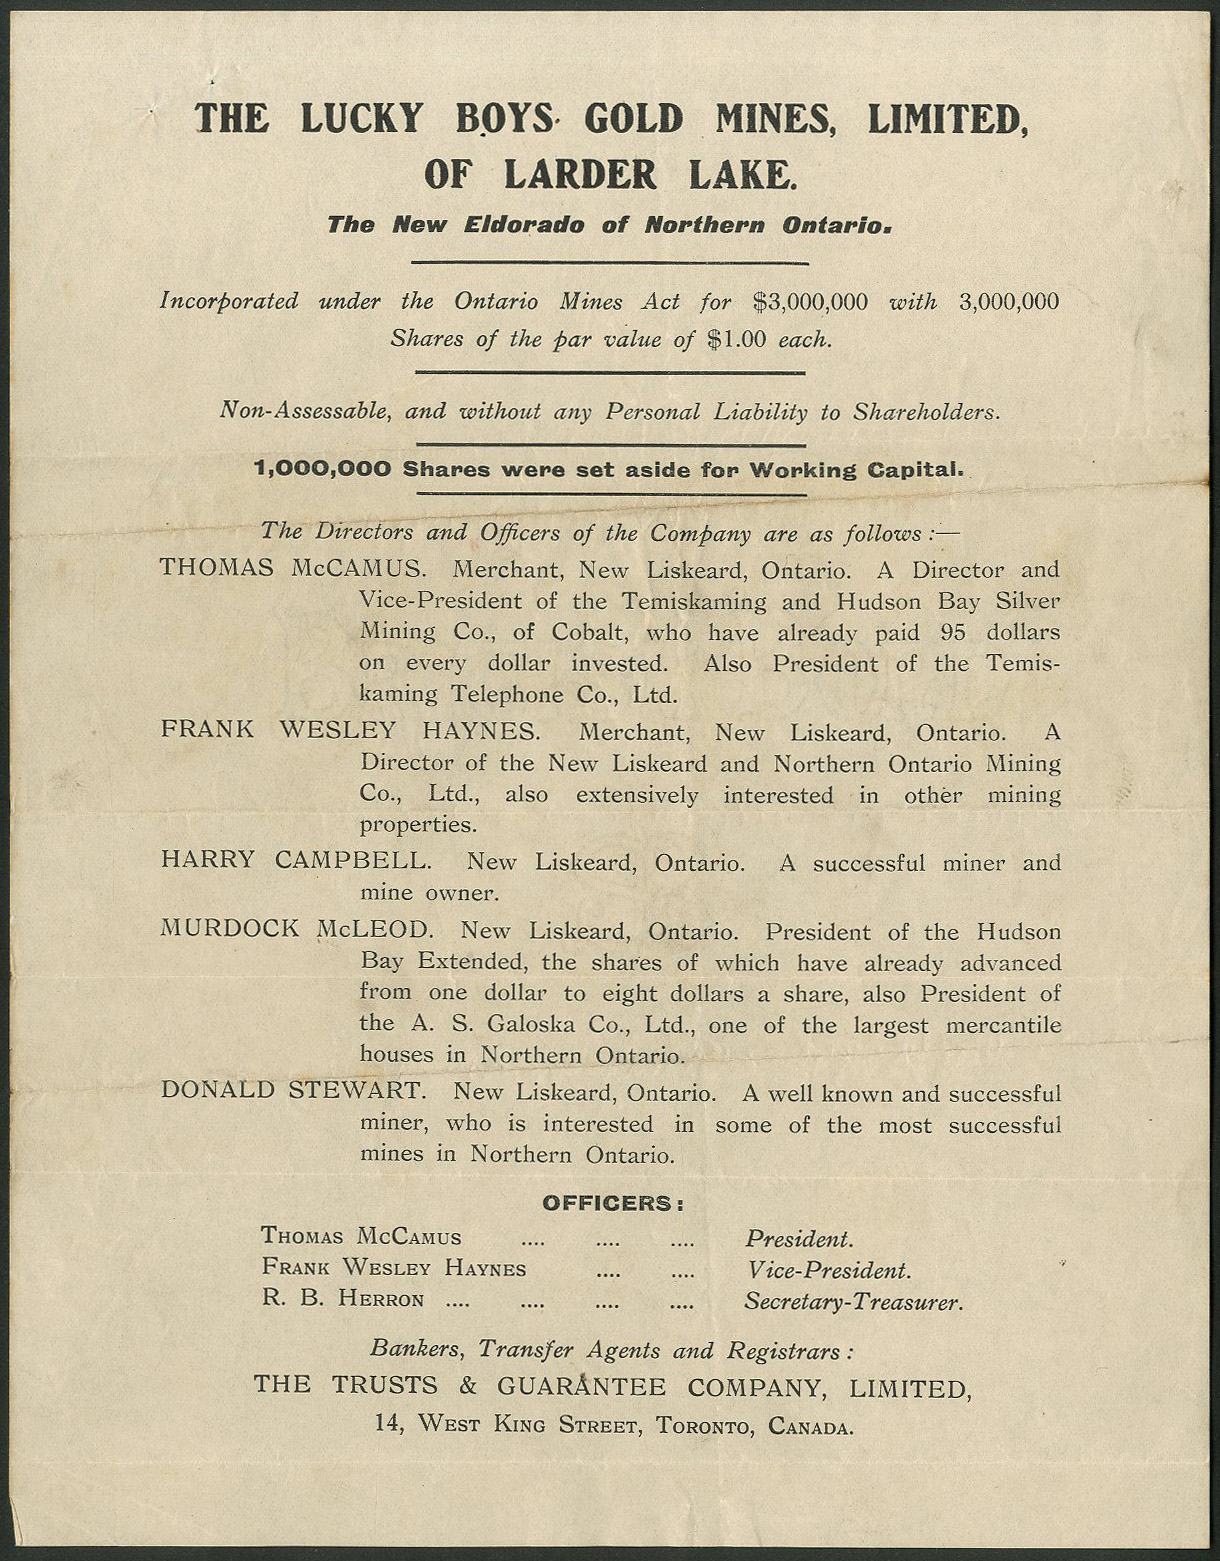 THE LUCKY BOYS GOLD MINES, LIMITED,
OF LARDER LAKE.
The New Eldorado of Northern Ontario.
Incorporated under the Ontario Mines Act for $3,000,000 with 3,000,000
Shares of the par value of $1.00 each.
Non-Assessable, and without any Personal Liability to Shareholders.
1,000,000 Shares were set aside for Working Capital.
The Directors and Officers of the Company are as follows :—
THOMAS McCAMUS. Merchant, New Liskeard, Ontario. A Director and
Vice-President of the Temiskaming and Hudson Bay Silver
Mining Co., of Cobalt, who have already paid 95 dollars
on every dollar invested. Also President of the Temis-
kaming Telephone Co., Ltd.
FRANK WESLEY HAYNES. Merchant, New Liskeard, Ontario. A
Director of the New Liskeard and Northern Ontario Mining
Co., Ltd., also extensively interested in other mining
properties.
HARRY CAMPBELL. New Liskeard, Ontario. A successful miner and
mine owner.
MURDOCK McLEOD. New Liskeard, Ontario. President of the Hudson
Bay Extended, the shares of which have already advanced
from one dollar to eight dollars a share, also President of
the A. S. Galoska Co., Ltd., one of the largest mercantile
houses in Northern Ontario.
DONALD STEWART. New Liskeard, Ontario. A well known and successful
miner, who is interested in some of the most successful
mines in Northern Ontario.
OFFICERS :
THOMAS MCCAMUS .... .... .... President.
FRANK WESLEY HAYNES .... .... Vice-President.
R. B. HERRON .... .... .... .... Secretary-Treasurer.
Bankers, Transfer Agents and Registrars :
THE TRUSTS & GUARANTEE COMPANY, LIMITED,
14, WEST KING STREET, TORONTO, CANADA.